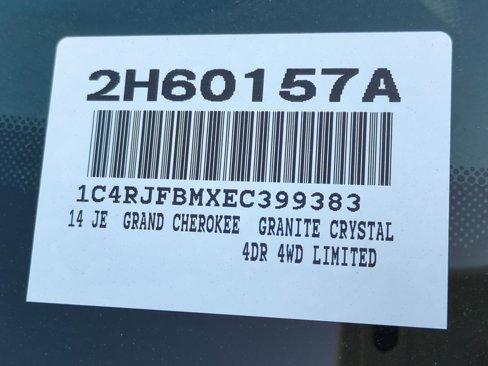 2H60157A
1C4RJFBMXEC399383
14 JE GRAND CHEROKEE GRANITE CRYSTAL
4DR 4WD LIMITED